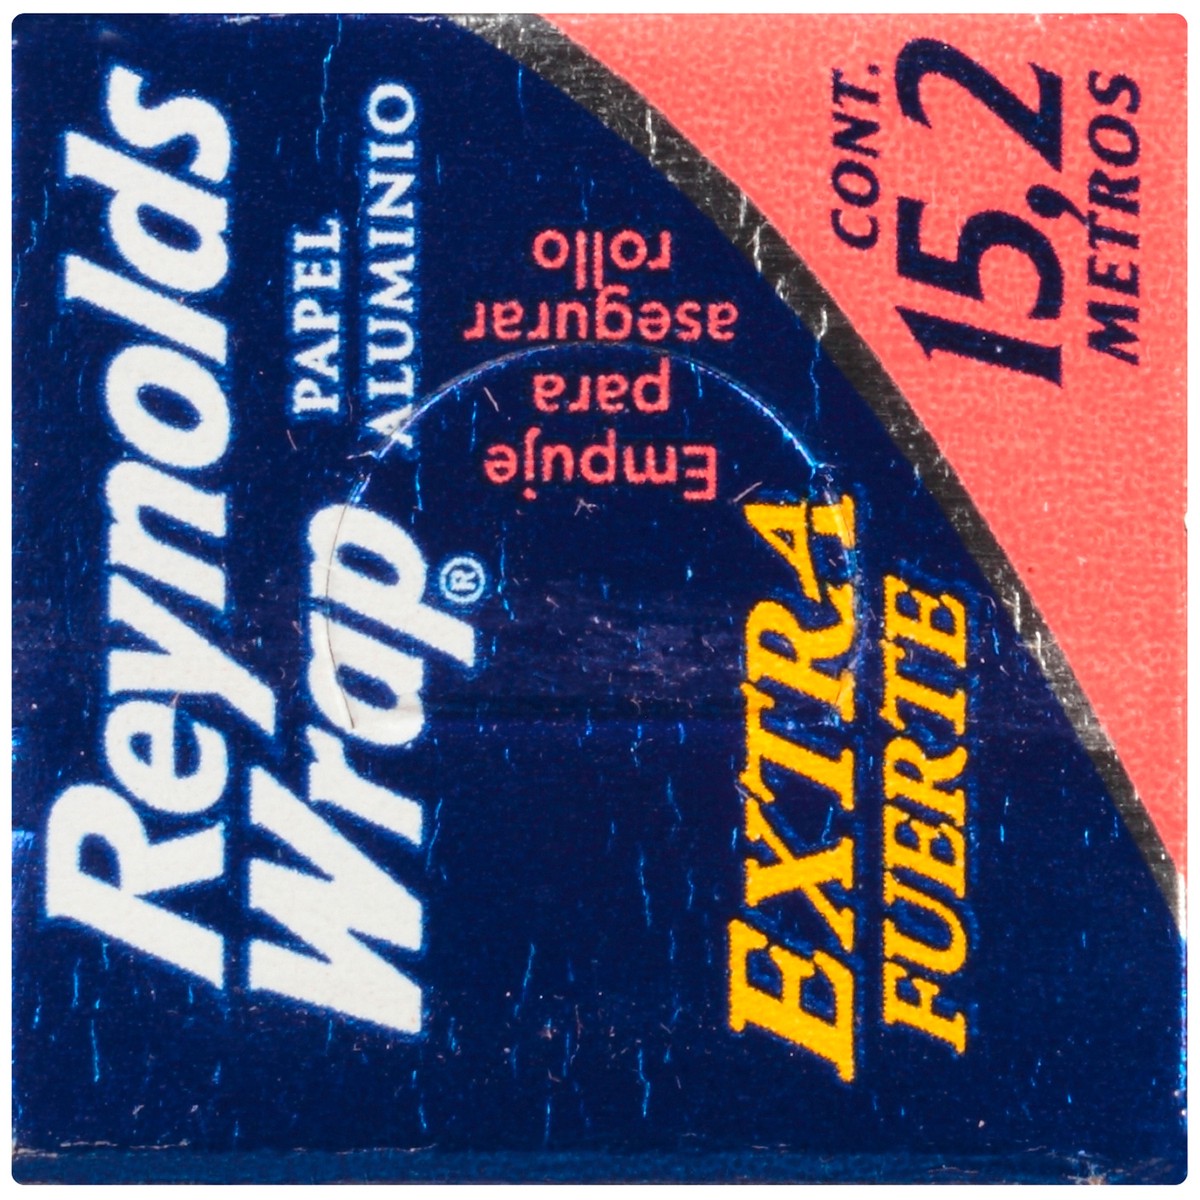 Reynolds
Wrap®
PAPEL
ALUMINIO
Empuje
para
asegurar
rollo
EXTRA
FUERTE
CONT.
15,2
METROS